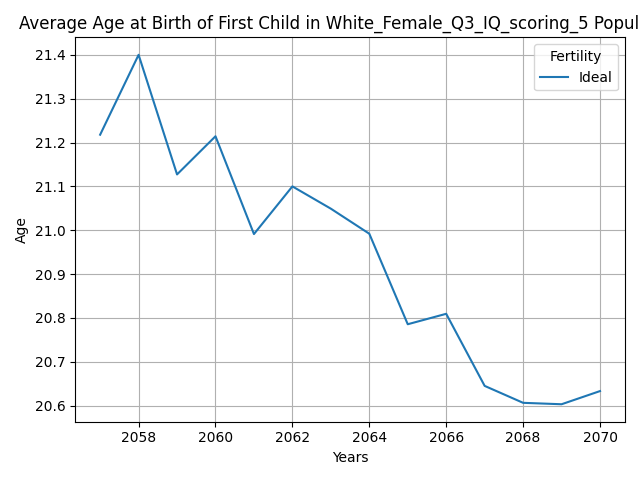 Average Age at Birth of First Child in White_Female_Q3_IQ_scoring_5 Popul
Fertility
Ideal
21.4
21.3
21.2
21.1
21.0
20.9
20.8
20.7
20.6
Age
2058 2060 2062 2064 2066 2068 2070
Years